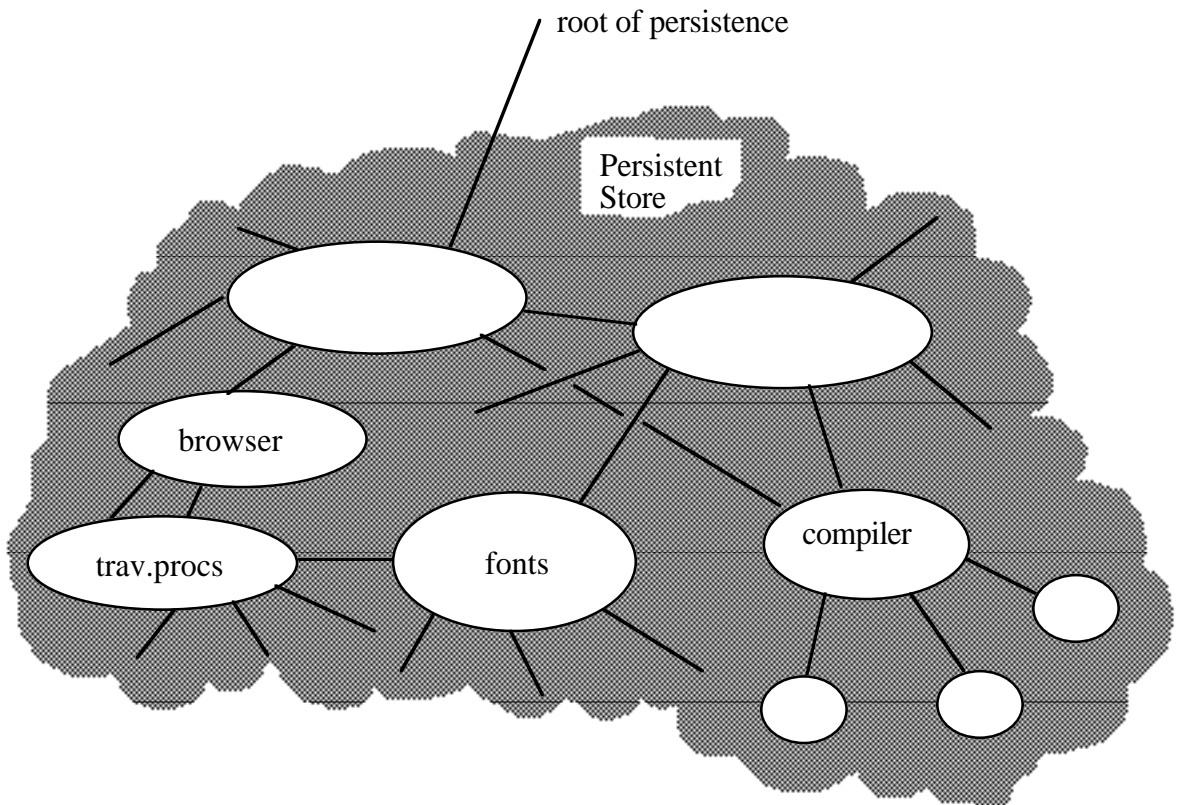 root of persistence
Persistent
Store
browser
compiler
trav.procs
fonts